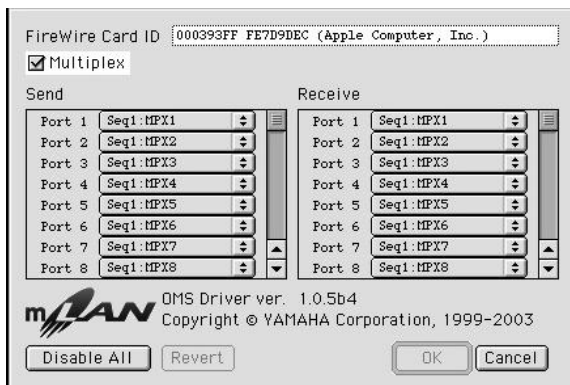 FireWire Card ID 000393FF FE7D9DEC (Apple Computer, Inc.)
Multiplex
Send
Receive
Port 1 Seq1:MPX1
Port 1 Seq1:MPX1
Port 2 Seq1:MPX2
Port 2 Seq1:MPX2
Port 3 Seq1:MPX3
Port 3 Seq1:MPX3
Port 4 Seq1:MPX4
Port 4 Seq1:MPX4
Port 5 Seq1:MPX5
Port 5 Seq1:MPX5
Port 6 Seq1:MPX6
Port 6 Seq1:MPX6
Port 7 Seq1:MPX7
Port 7 Seq1:MPX7
Port 8 Seq1:MPX8
Port 8 Seq1:MPX8
mLAN
OMS Driver ver. 1.0.5b4
Copyright © YAMAHA Corporation, 1999-2003
Disable All
Revert
OK
Cancel